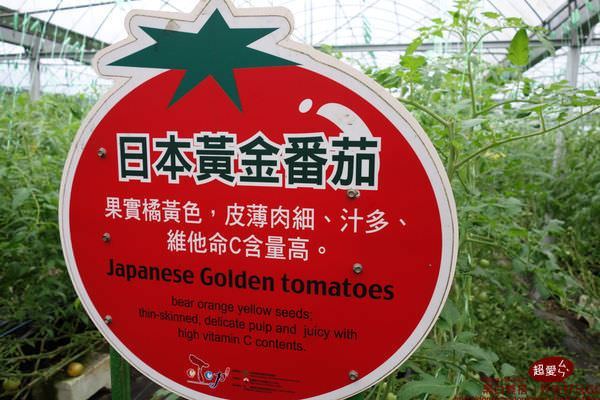 日本黃金番茄
果實橘黃色，皮薄肉細、汁多、
維他命C含量高。
Japanese Golden tomatoes
bear orange yellow seeds;
thin-skinned, delicate pulp and juicy with
high vitamin C contents.
超愛